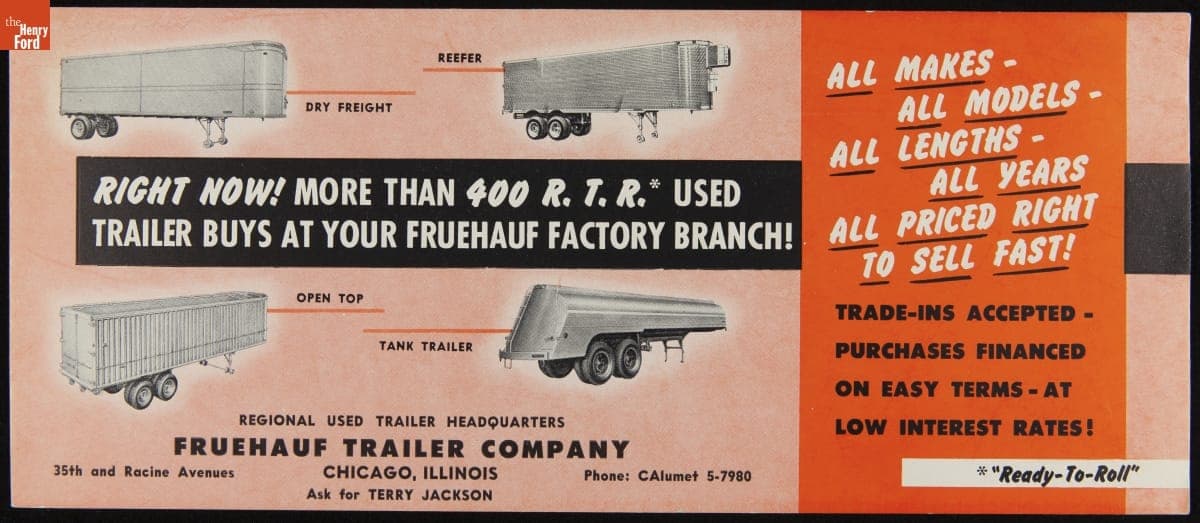 the
Henry
Ford
DRY FREIGHT
REEFER
RIGHT NOW! MORE THAN 400 R. T. R.* USED
TRAILER BUYS AT YOUR FRUEHAUF FACTORY BRANCH!
OPEN TOP
TANK TRAILER
REGIONAL USED TRAILER HEADQUARTERS
FRUEHAUF TRAILER COMPANY
35th and Racine Avenues
CHICAGO, ILLINOIS
Phone: CAlumet 5-7980
Ask for TERRY JACKSON
ALL MAKES -
ALL MODELS -
ALL LENGTHS -
ALL YEARS
ALL PRICED RIGHT
TO SELL FAST!
TRADE-INS ACCEPTED -
PURCHASES FINANCED
ON EASY TERMS - AT
LOW INTEREST RATES!
* "Ready-To-Roll"